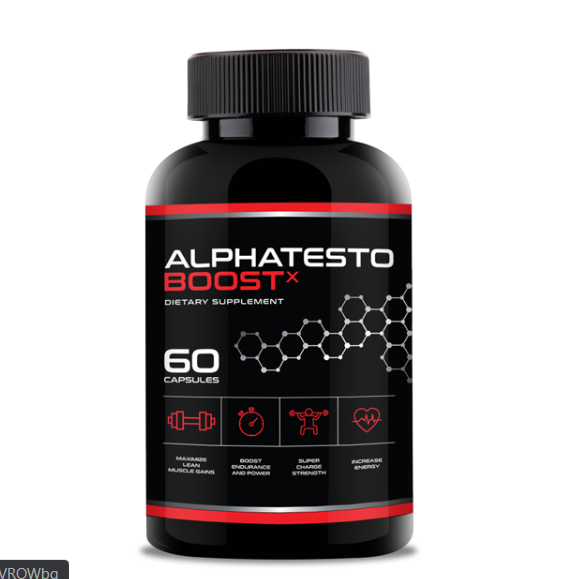 ALPHATESTO
BOOSTX
DIETARY SUPPLEMENT
60
CAPSULES
MAXIMIZE
LEAN
MUSCLE GAINS
BOOST
ENDURANCE
AND POWER
SUPER
CHARGE
STRENGTH
INCREASE
ENERGY
VROWbg